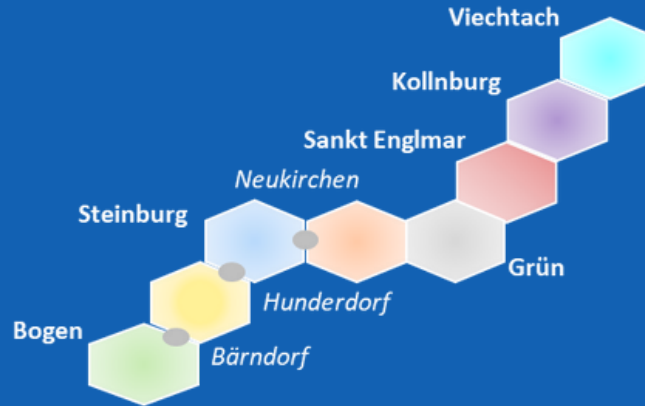 Viechtach
Kollnburg
Sankt Englmar
Neukirchen
Steinburg
Grün
Hunderdorf
Bogen
Bärndorf